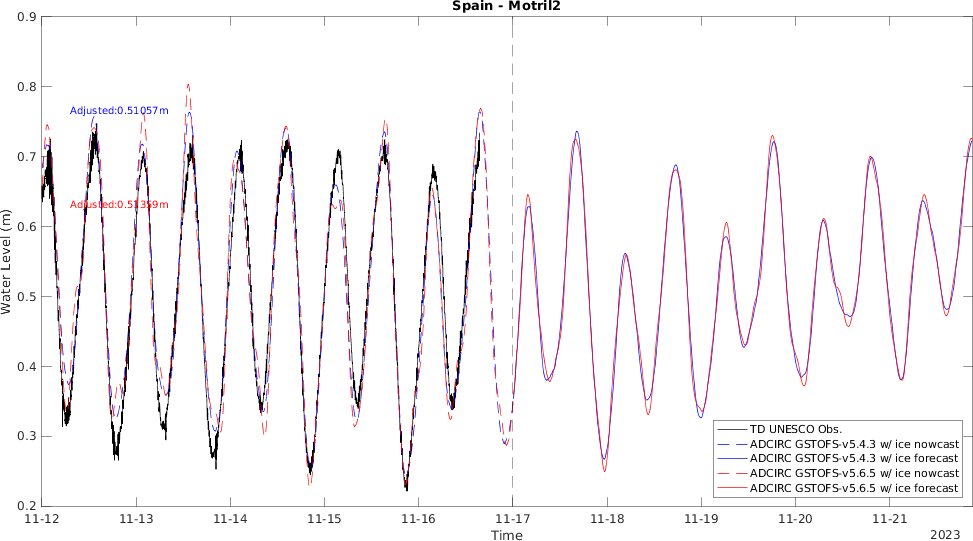 Spain - Motril2
0.9
0.8
0.7
0.6
0.5
0.4
0.3
0.2
Water Level (m)
Adjusted:0.51057m
Adjusted:0.51359m
TD UNESCO Obs.
ADCIRC GSTOFS-v5.4.3 w/ ice nowcast
ADCIRC GSTOFS-v5.4.3 w/ ice forecast
ADCIRC GSTOFS-v5.6.5 w/ ice nowcast
ADCIRC GSTOFS-v5.6.5 w/ ice forecast
11-12 11-13 11-14 11-15 11-16 11-17 11-18 11-19 11-20 11-21
Time
2023